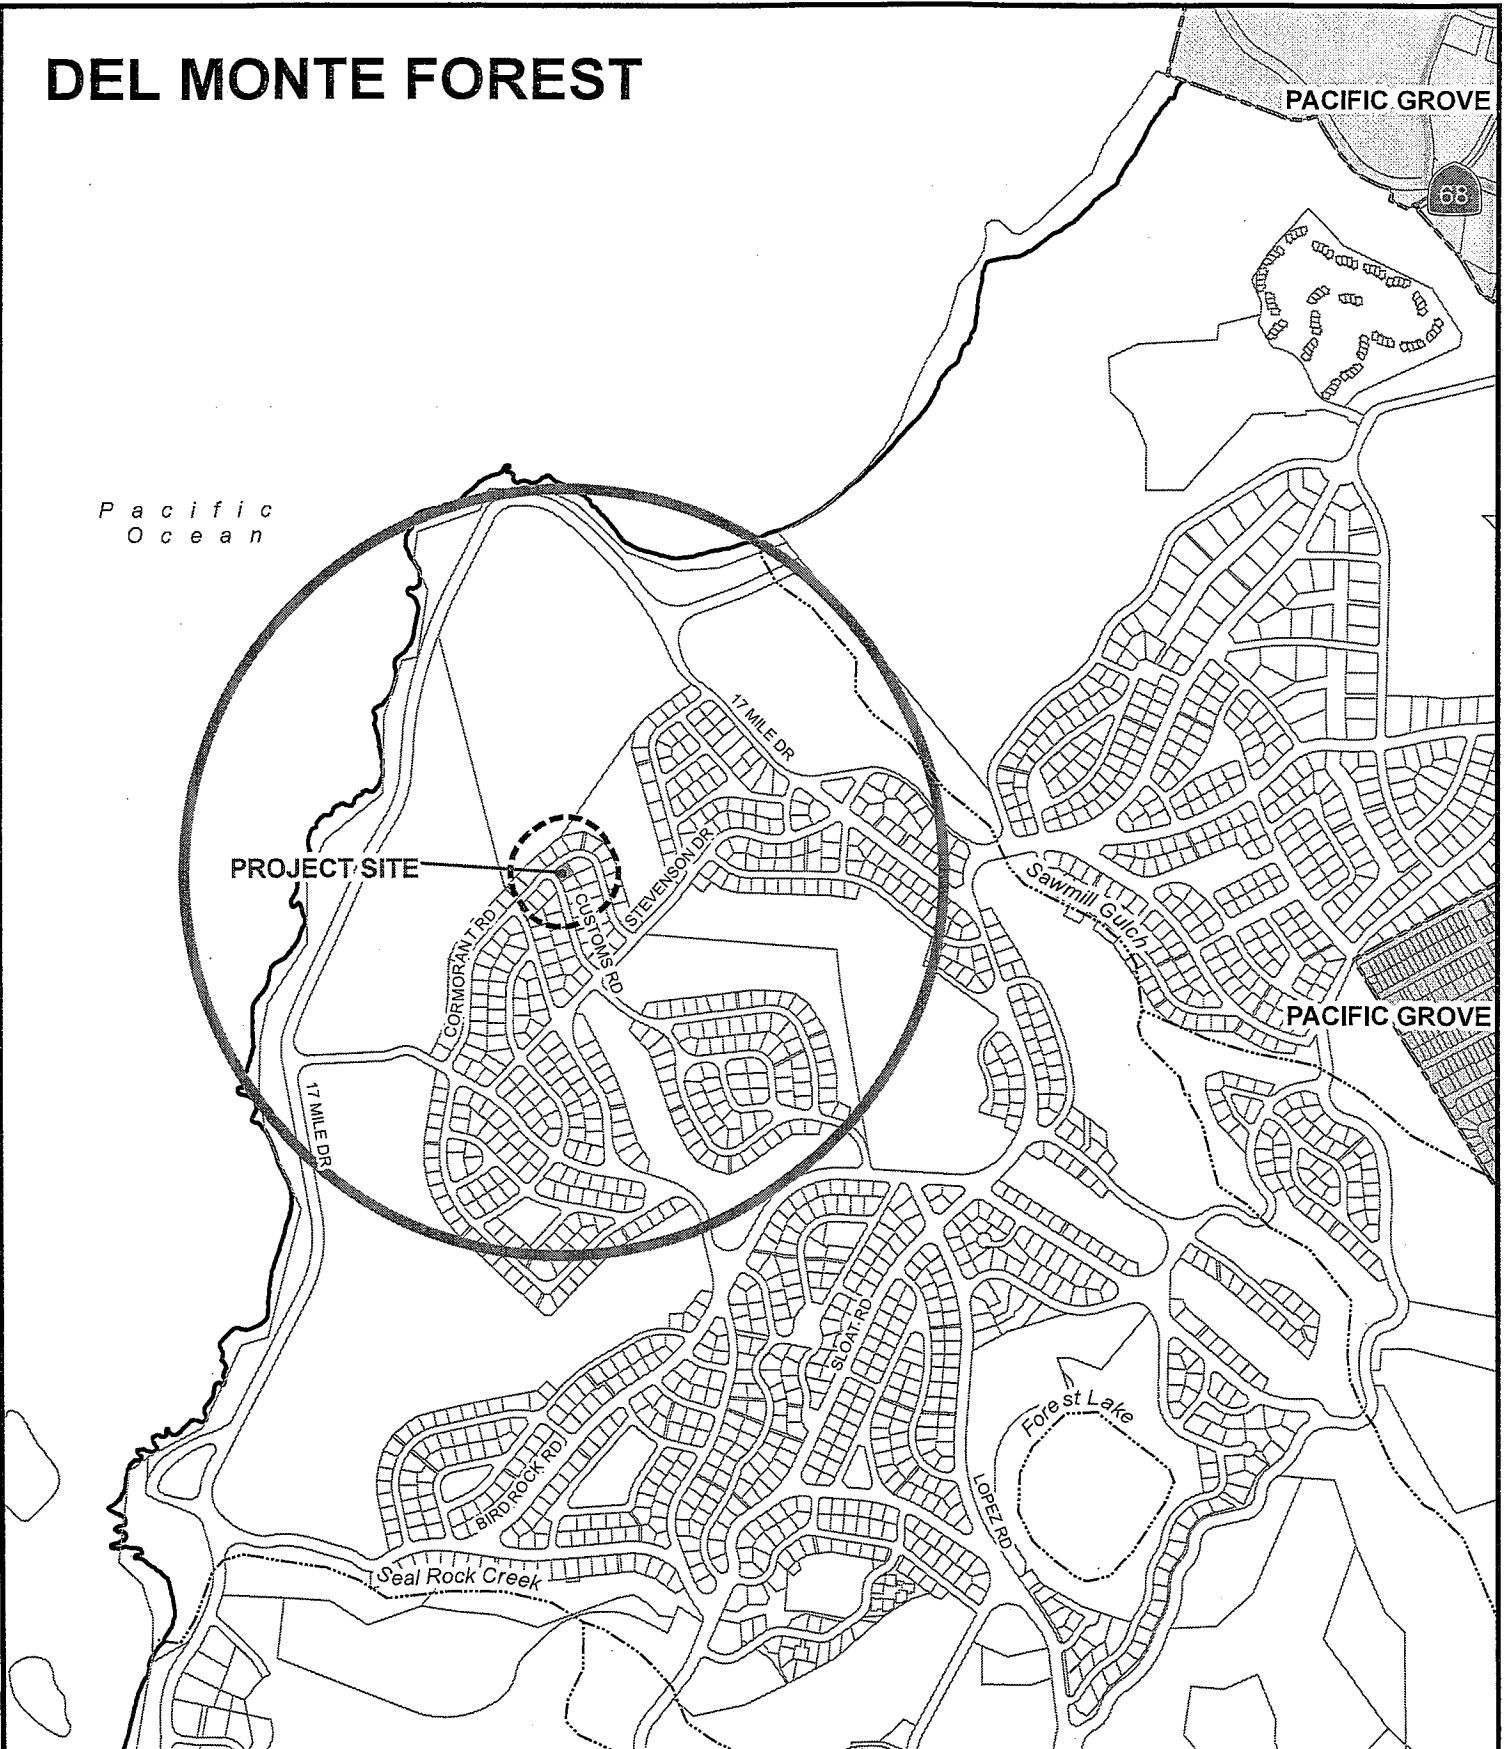 DEL MONTE FOREST
PACIFIC GROVE
68
Pacific
Ocean
17 MILE DR
PROJECT SITE
STEVENSON DR
CUSTOMS RD
CORMORANT RD
Sawmill Gulch
PACIFIC GROVE
17 MILE DR
SLOAT RD
Forest Lake
BIRD ROCK RD
LOPEZ RD
Seal Rock Creek